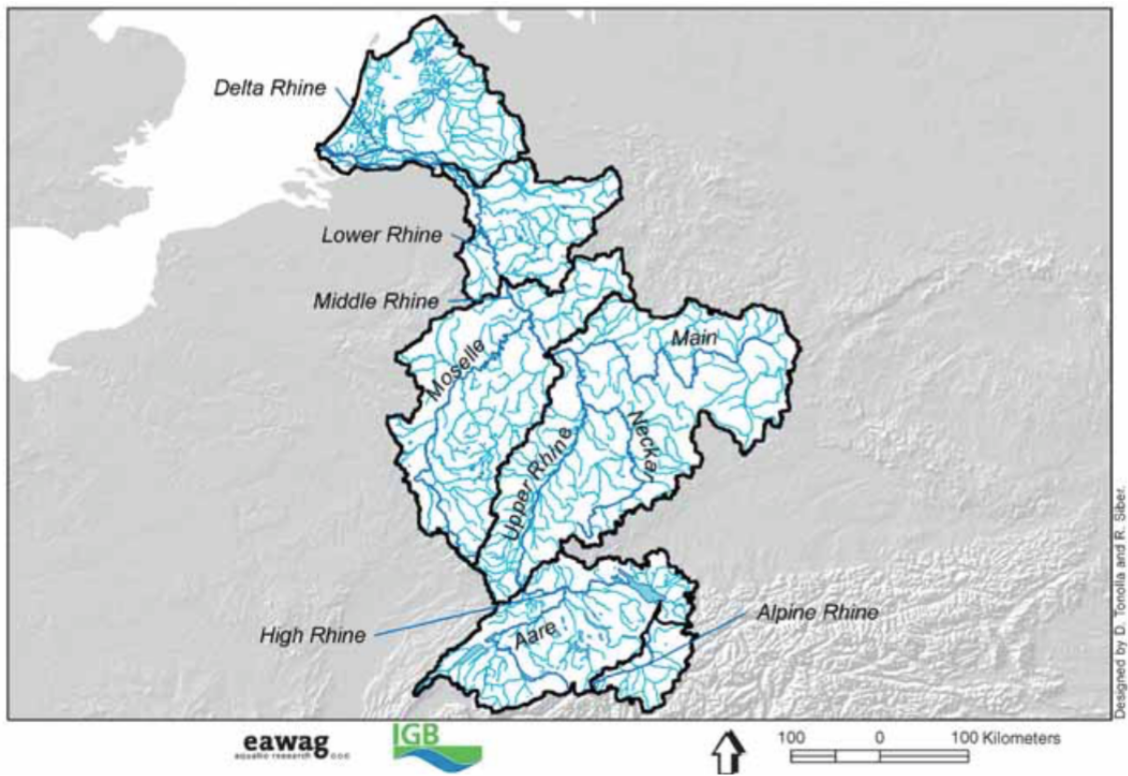 Delta Rhine
Lower Rhine
Middle Rhine
Main
Moselle
Neckar
Upper Rhine
High Rhine
Aare
Alpine Rhine
Designed by D. Tonolla and R. Siber.
eawag
aquatic research
IGB
100 0 100 Kilometers